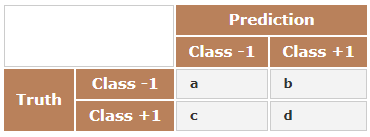 Prediction
Class -1 Class +1
Truth Class -1 a b
Class +1 c d